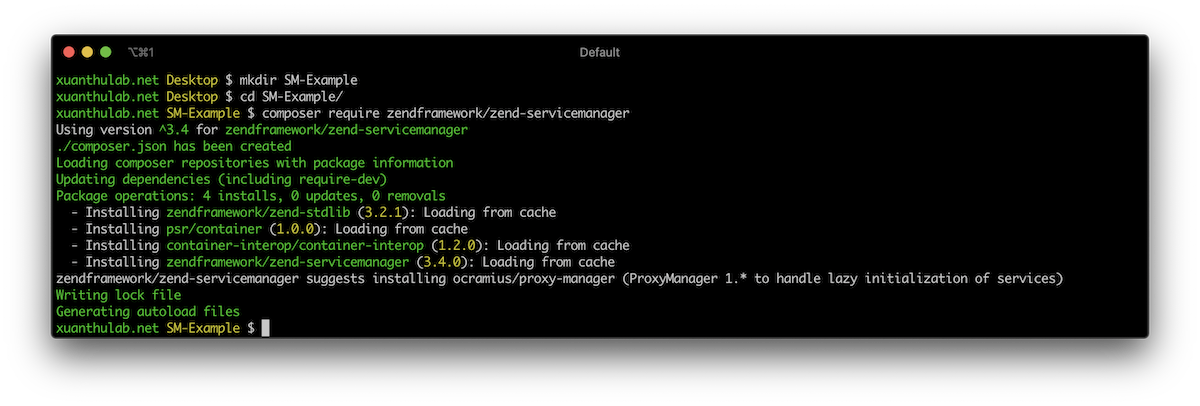 ⌥⌘1
Default
xuanthulab.net Desktop $ mkdir SM-Example
xuanthulab.net Desktop $ cd SM-Example/
xuanthulab.net SM-Example $ composer require zendframework/zend-servicemanager
Using version ^3.4 for zendframework/zend-servicemanager
./composer.json has been created
Loading composer repositories with package information
Updating dependencies (including require-dev)
Package operations: 4 installs, 0 updates, 0 removals
  - Installing zendframework/zend-stdlib (3.2.1): Loading from cache
  - Installing psr/container (1.0.0): Loading from cache
  - Installing container-interop/container-interop (1.2.0): Loading from cache
  - Installing zendframework/zend-servicemanager (3.4.0): Loading from cache
zendframework/zend-servicemanager suggests installing ocramius/proxy-manager (ProxyManager 1.* to handle lazy initialization of services)
Writing lock file
Generating autoload files
xuanthulab.net SM-Example $